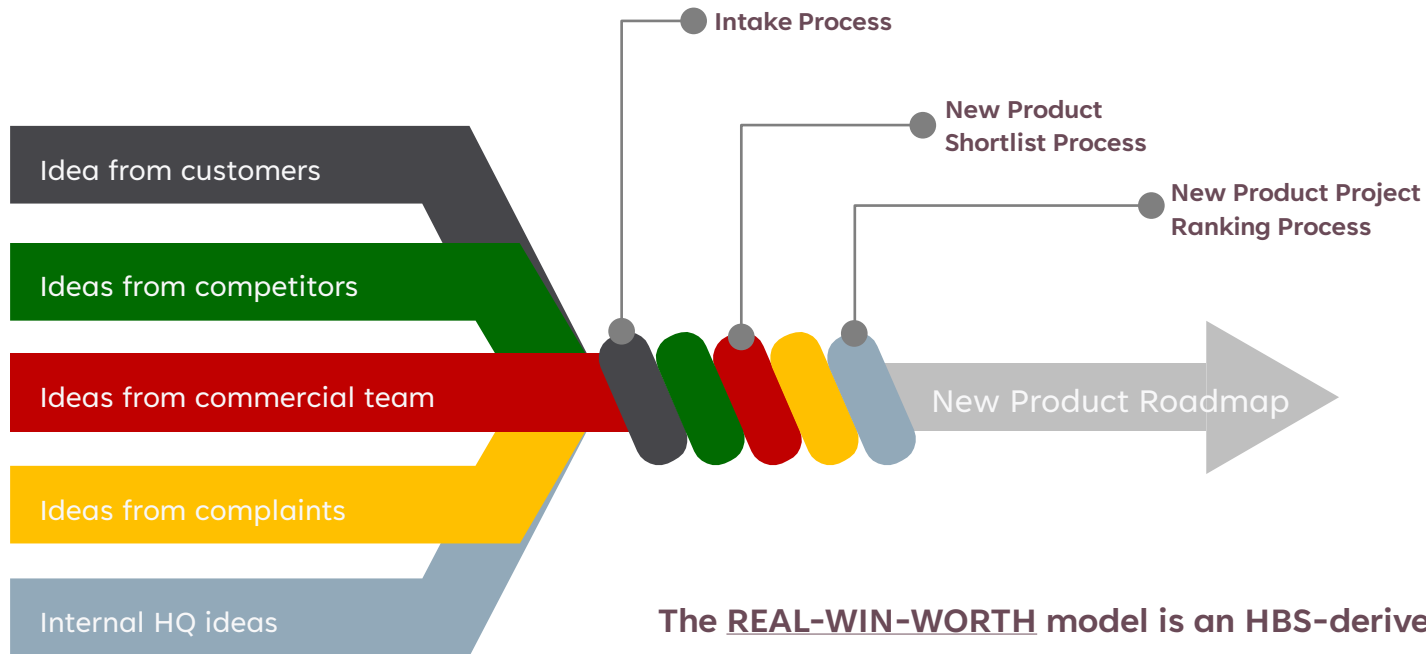 Intake Process
New Product
Shortlist Process
New Product Project
Ranking Process
Idea from customers
Ideas from competitors
Ideas from commercial team
Ideas from complaints
Internal HQ ideas
New Product Roadmap
The REAL-WIN-WORTH model is an HBS-derive